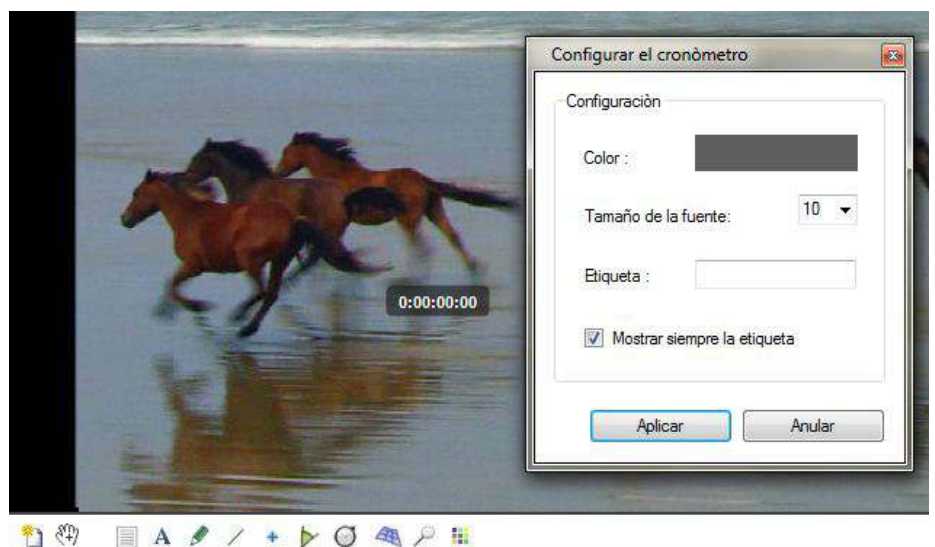 Configurar el cronòmetro
Configuraciòn
Color :
Tamaño de la fuente:
10
Etiqueta :
0:00:00:00
Mostrar siempre la etiqueta
Aplicar
Anular
A